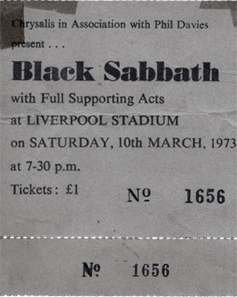 Chrysalis in Association with Phil Davies
present . . .
Black Sabbath
with Full Supporting Acts
at LIVERPOOL STADIUM
on SATURDAY, 10th MARCH, 1973
at 7-30 p.m.
Tickets : £1 Nº 1656
Nº 1656